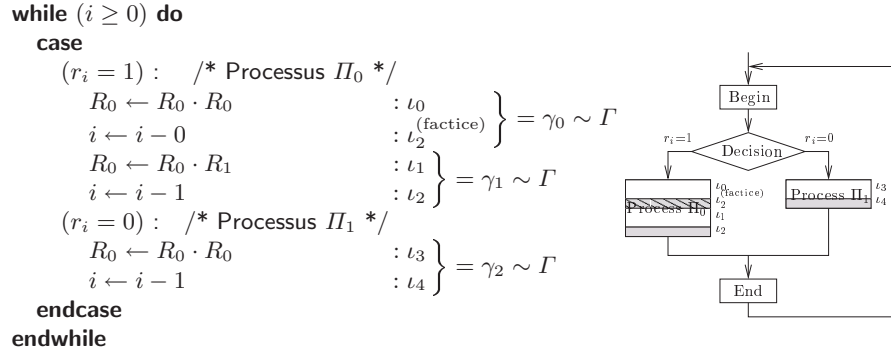 while (i ≥ 0) do
case
(r_i = 1) : /* Processus Π_0 */
R_0 ← R_0 · R_0 : ι_0
i ← i − 0 : ι_2^(factice)
} = γ_0 ∼ Γ
R_0 ← R_0 · R_1 : ι_1
i ← i − 1 : ι_2
} = γ_1 ∼ Γ
(r_i = 0) : /* Processus Π_1 */
R_0 ← R_0 · R_0 : ι_3
i ← i − 1 : ι_4
} = γ_2 ∼ Γ
endcase
endwhile
Begin
r_i=1
Decision
r_i=0
Process Π_0
ι_0
ι_2^(factice)
ι_1
ι_2
Process Π_1
ι_3
ι_4
End